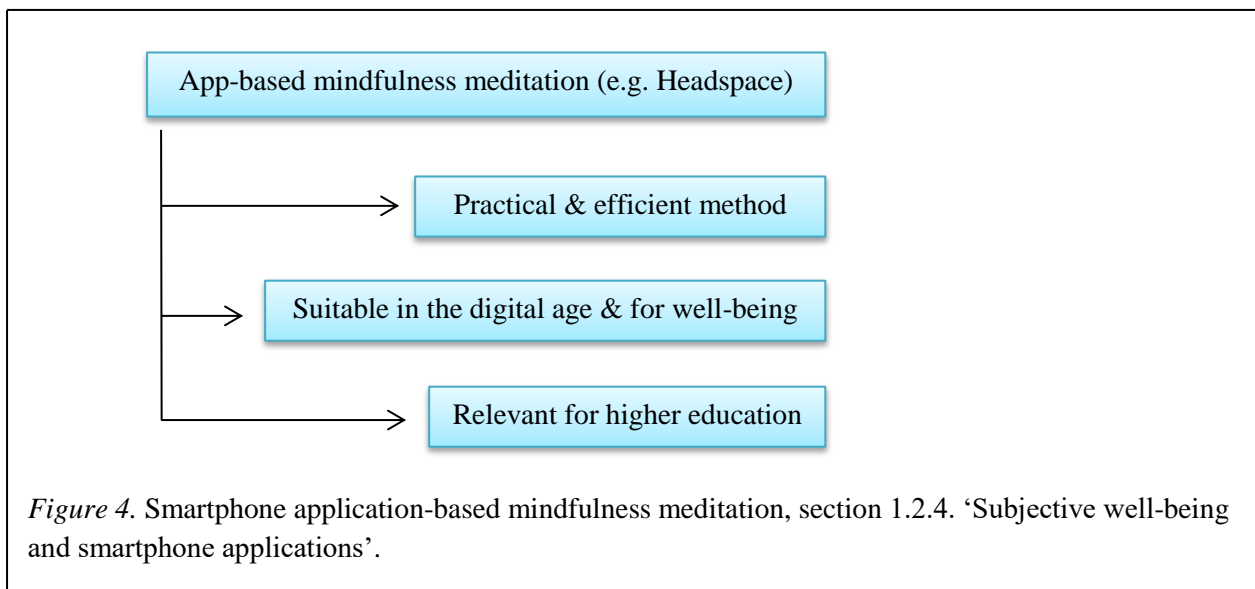 App-based mindfulness meditation (e.g. Headspace)
Practical & efficient method
Suitable in the digital age & for well-being
Relevant for higher education
Figure 4. Smartphone application-based mindfulness meditation, section 1.2.4. ‘Subjective well-being
and smartphone applications’.